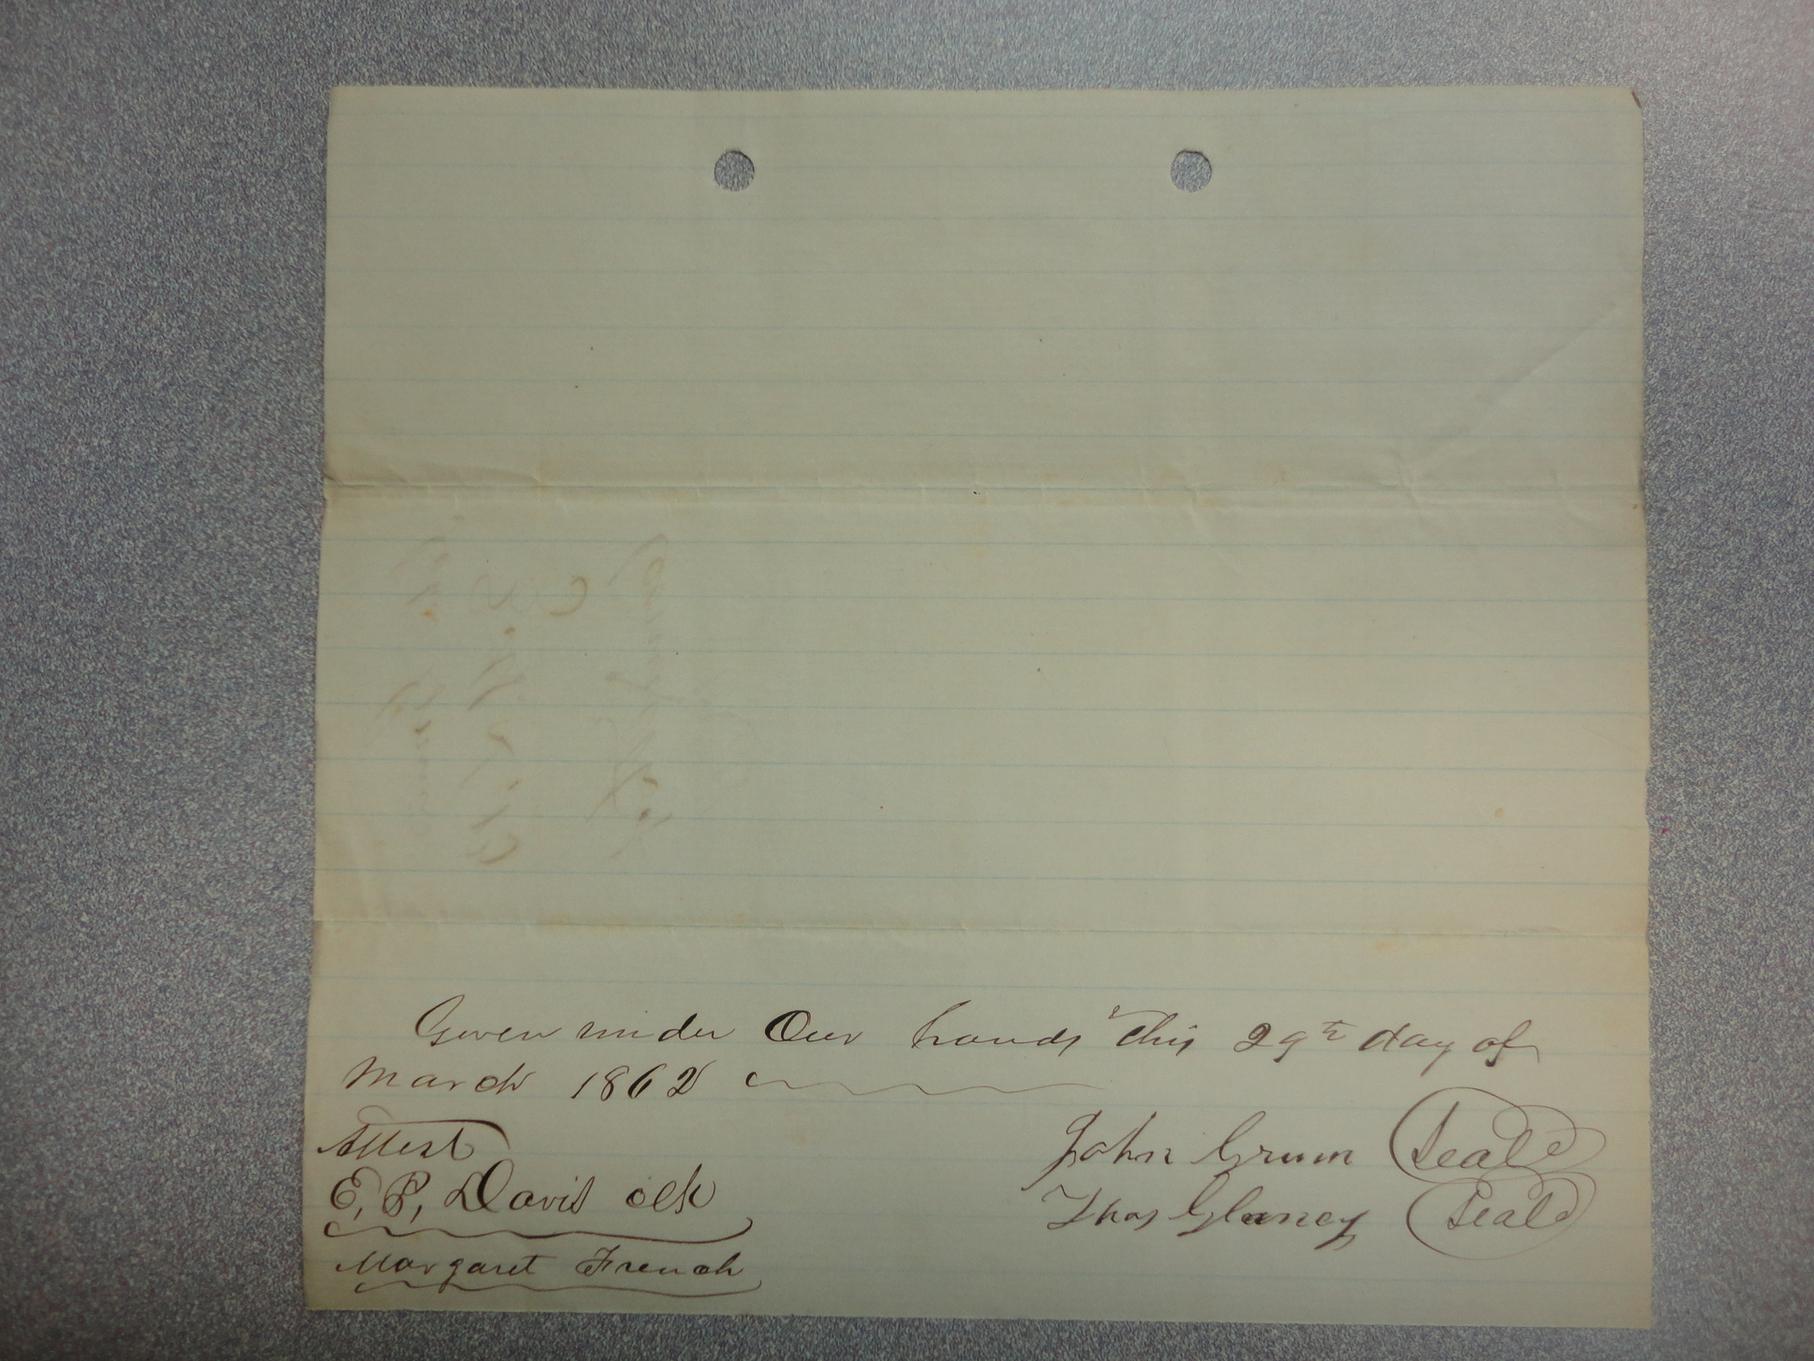 Given under Our hands this 29th day of
March 1862
Attest
E, P, Davis clk
Margaret French
John Grum Seal
Thos Glancy Seal